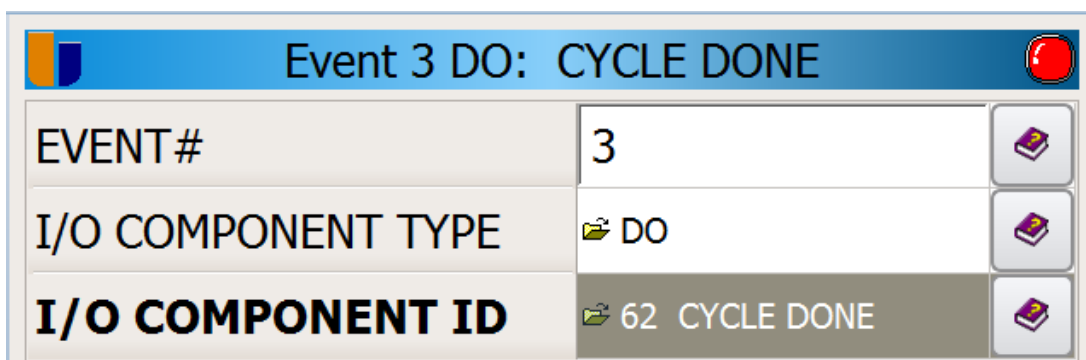 Event 3 DO:  CYCLE DONE
EVENT# 3
I/O COMPONENT TYPE DO
I/O COMPONENT ID 62  CYCLE DONE